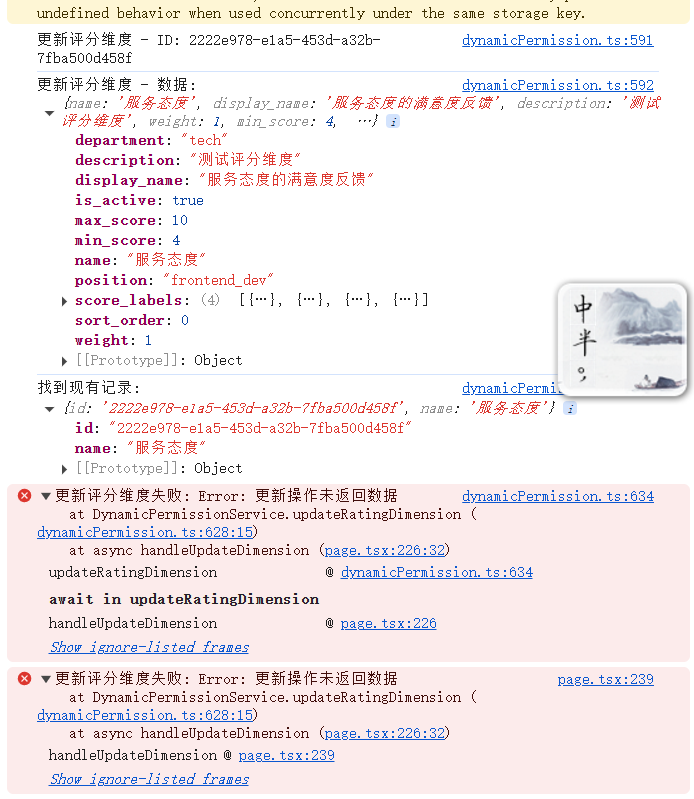 undefined behavior when used concurrently under the same storage key.
更新评分维度 - ID: 2222e978-e1a5-453d-a32b-7fba500d458f dynamicPermission.ts:591
更新评分维度 - 数据: dynamicPermission.ts:592
{name: '服务态度', display_name: '服务态度的满意度反馈', description: '测试
评分维度', weight: 1, min_score: 4, …} i
department: "tech"
description: "测试评分维度"
display_name: "服务态度的满意度反馈"
is_active: true
max_score: 10
min_score: 4
name: "服务态度"
position: "frontend_dev"
score_labels: (4) [{…}, {…}, {…}, {…}]
sort_order: 0
weight: 1
[[Prototype]]: Object
中
半
找到现有记录: dynamicPermis
{id: '2222e978-e1a5-453d-a32b-7fba500d458f', name: '服务态度'} i
id: "2222e978-e1a5-453d-a32b-7fba500d458f"
name: "服务态度"
[[Prototype]]: Object
更新评分维度失败: Error: 更新操作未返回数据 dynamicPermission.ts:634
at DynamicPermissionService.updateRatingDimension (
dynamicPermission.ts:628:15)
at async handleUpdateDimension (page.tsx:226:32)
updateRatingDimension @ dynamicPermission.ts:634
await in updateRatingDimension
handleUpdateDimension @ page.tsx:226
Show ignore-listed frames
更新评分维度失败: Error: 更新操作未返回数据 page.tsx:239
at DynamicPermissionService.updateRatingDimension (
dynamicPermission.ts:628:15)
at async handleUpdateDimension (page.tsx:226:32)
handleUpdateDimension @ page.tsx:239
Show ignore-listed frames